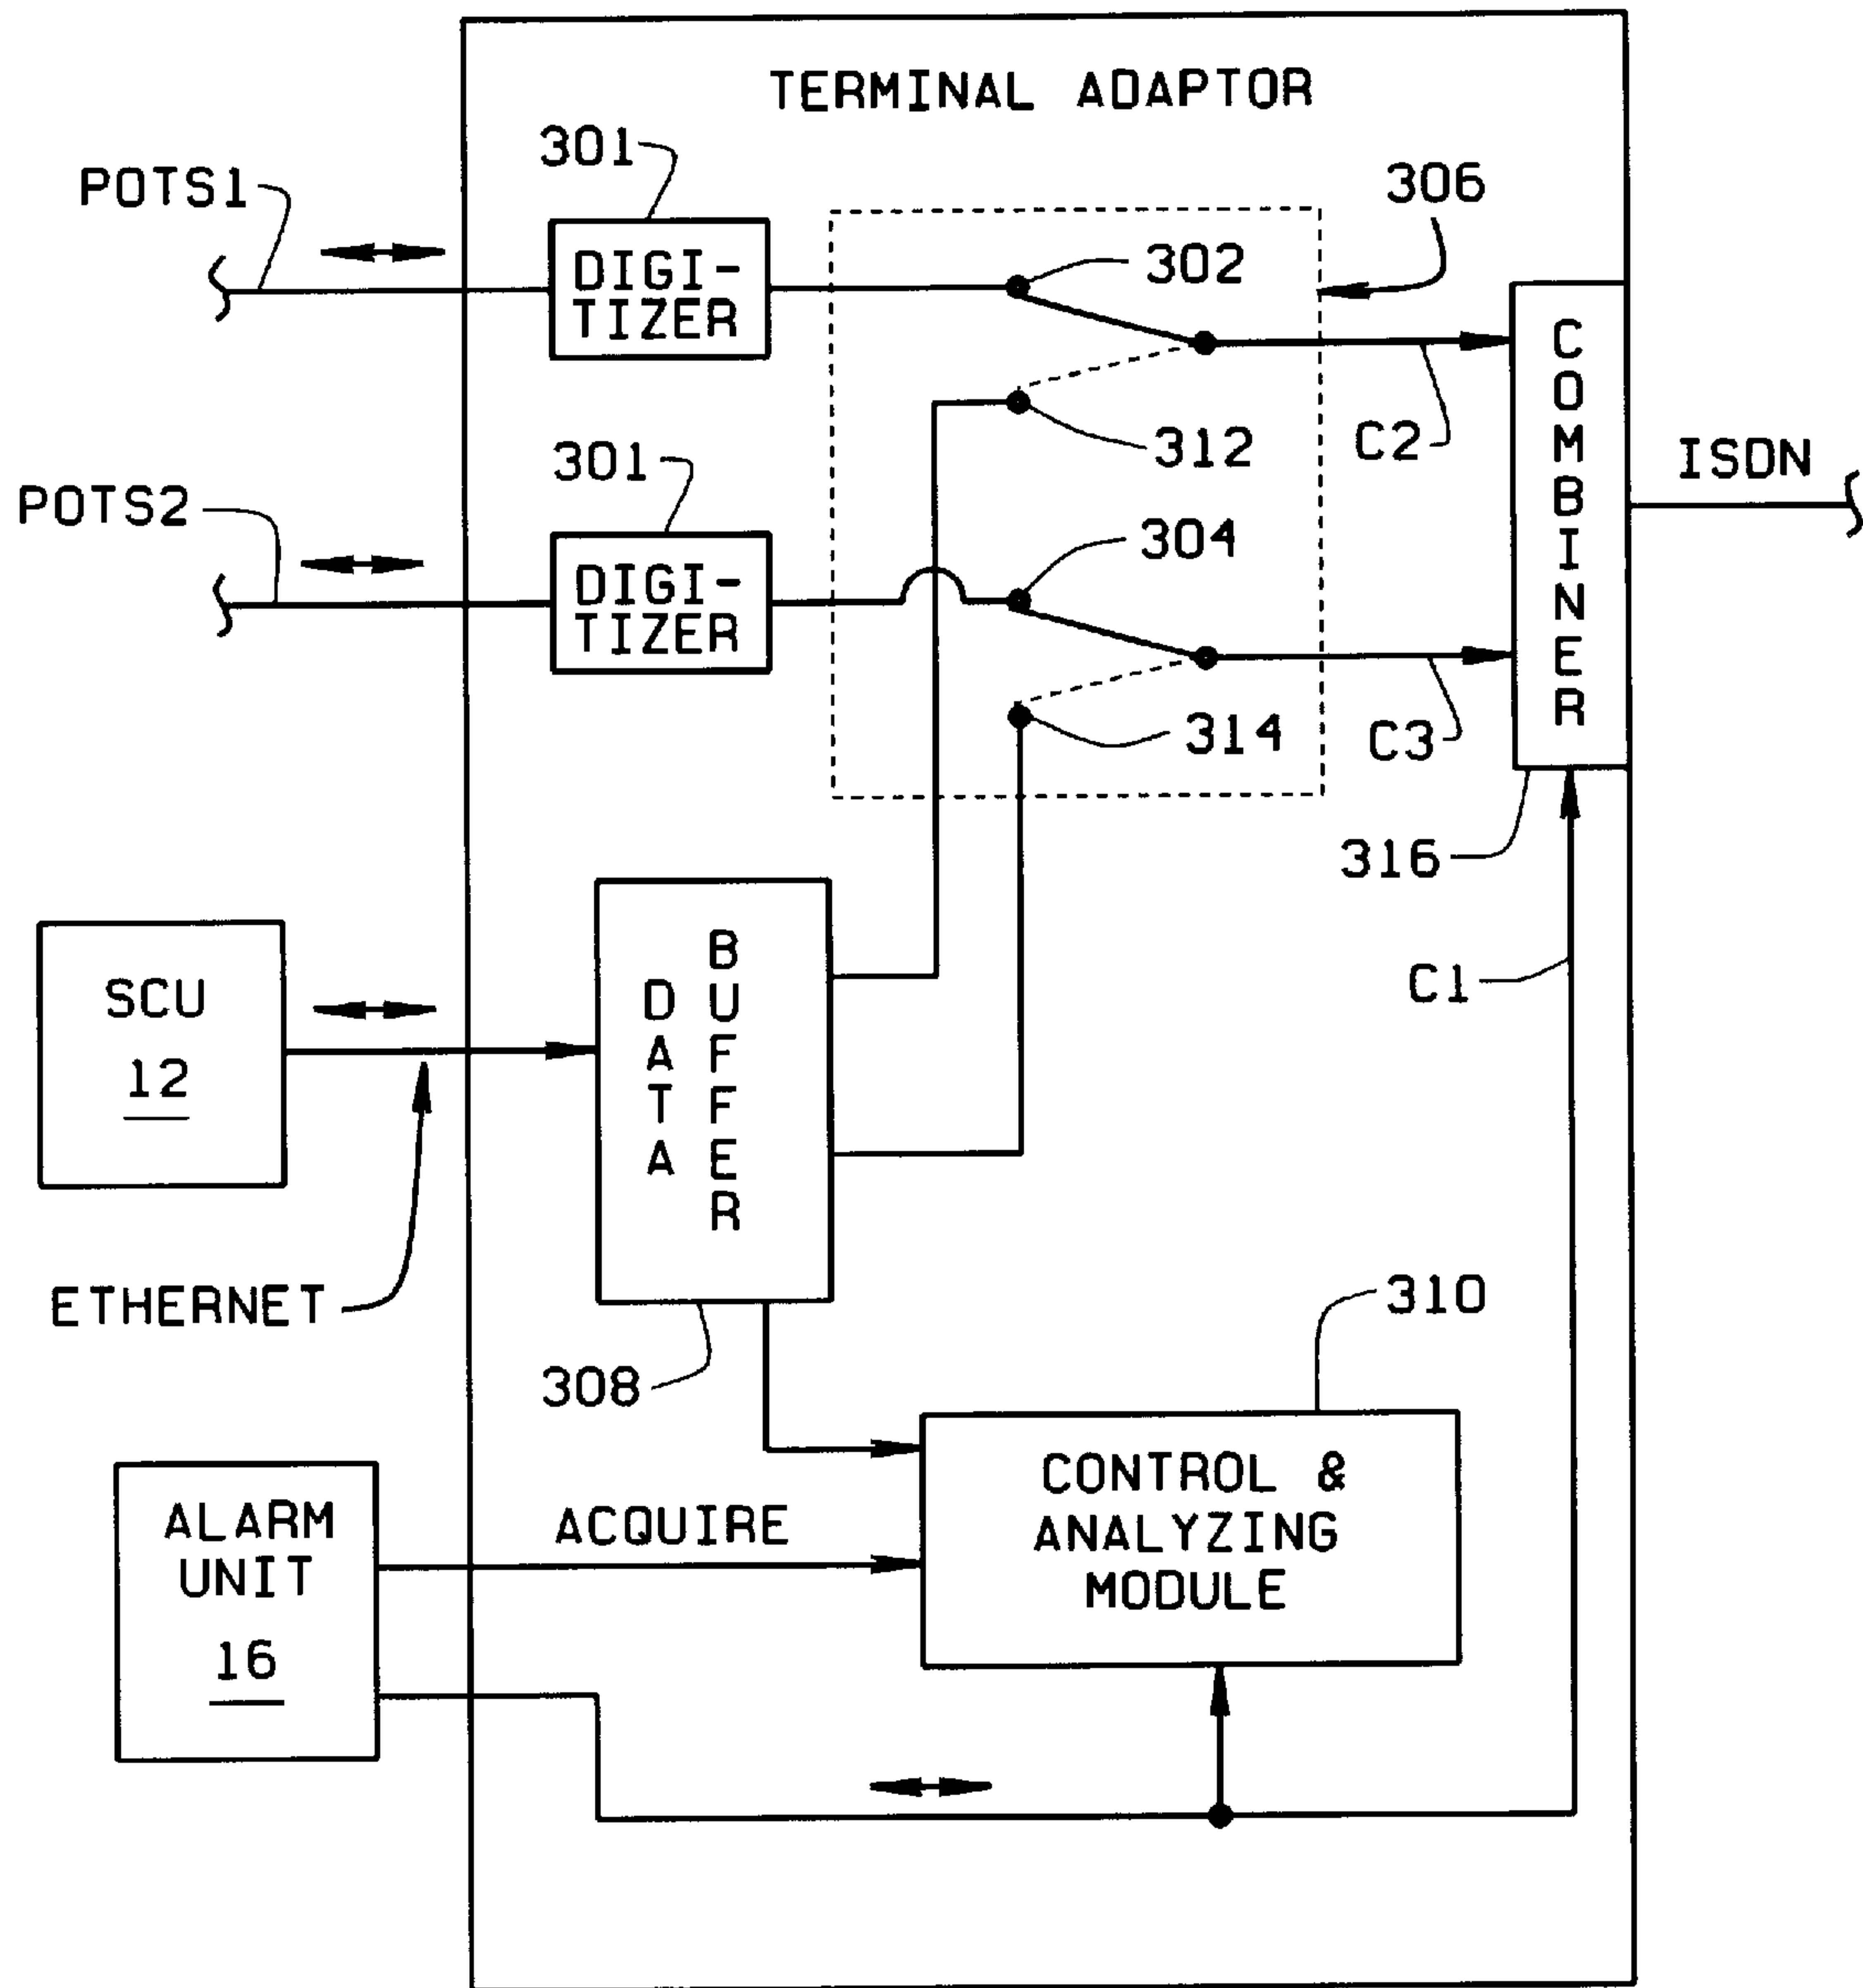 TERMINAL ADAPTOR
POTS1
301
DIGI-
TIZER
302
306
312
C2
COMBINER
ISDN
POTS2
301
DIGI-
TIZER
304
314
C3
316
SCU
12
DATA
BUFFER
C1
ETHERNET
308
310
ALARM
UNIT
16
ACQUIRE
CONTROL &
ANALYZING
MODULE